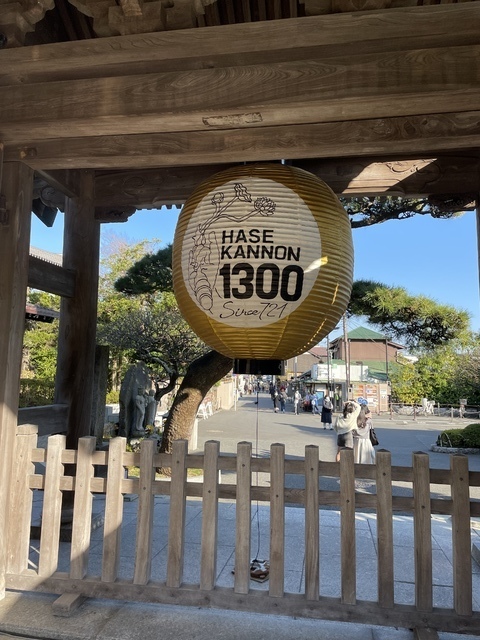 HASE
KANNON
1300
Since 721